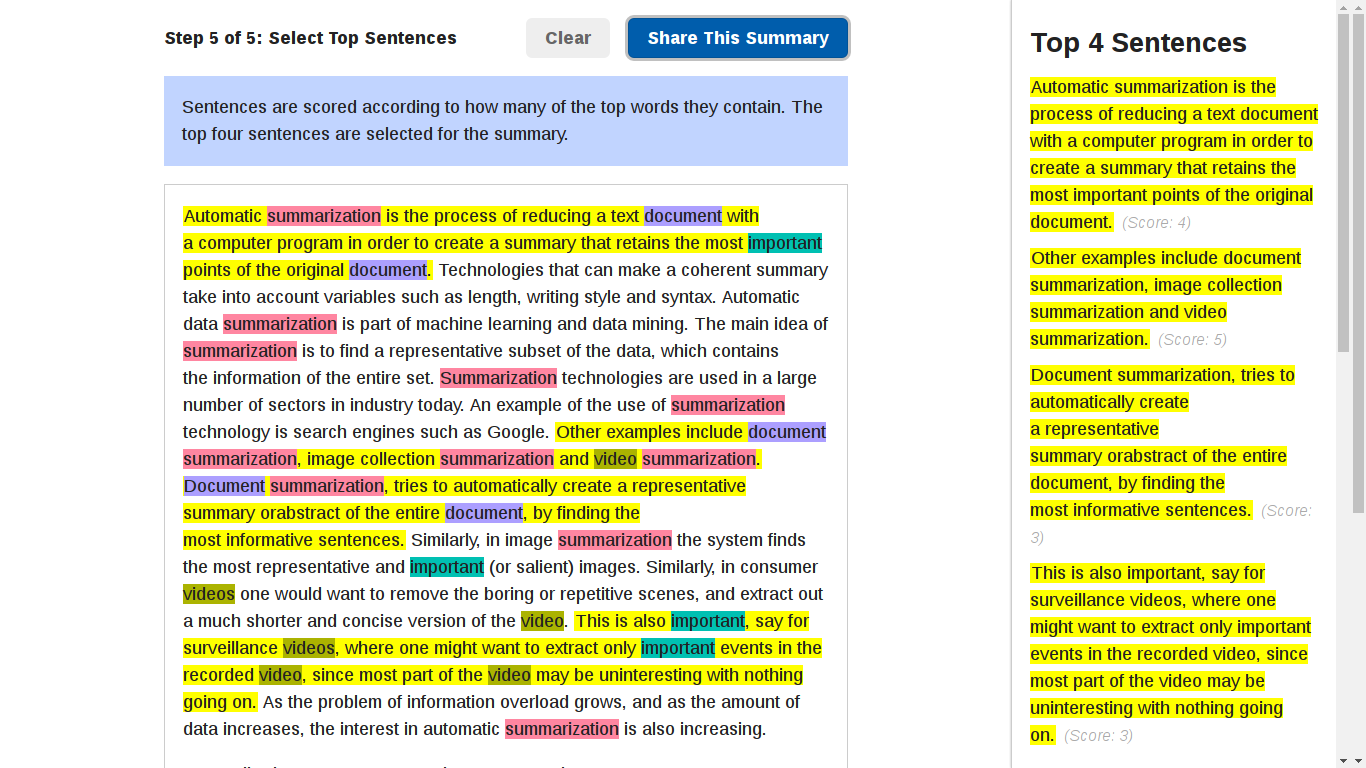 Step 5 of 5: Select Top Sentences
Clear
Share This Summary
Sentences are scored according to how many of the top words they contain. The
top four sentences are selected for the summary.
Automatic summarization is the process of reducing a text document with
a computer program in order to create a summary that retains the most important
points of the original document. Technologies that can make a coherent summary
take into account variables such as length, writing style and syntax. Automatic
data summarization is part of machine learning and data mining. The main idea of
summarization is to find a representative subset of the data, which contains
the information of the entire set. Summarization technologies are used in a large
number of sectors in industry today. An example of the use of summarization
technology is search engines such as Google. Other examples include document
summarization, image collection summarization and video summarization.
Document summarization, tries to automatically create a representative
summary orabstract of the entire document, by finding the
most informative sentences. Similarly, in image summarization the system finds
the most representative and important (or salient) images. Similarly, in consumer
videos one would want to remove the boring or repetitive scenes, and extract out
a much shorter and concise version of the video. This is also important, say for
surveillance videos, where one might want to extract only important events in the
recorded video, since most part of the video may be uninteresting with nothing
going on. As the problem of information overload grows, and as the amount of
data increases, the interest in automatic summarization is also increasing.
Top 4 Sentences
Automatic summarization is the
process of reducing a text document
with a computer program in order to
create a summary that retains the
most important points of the original
document. (Score: 4)
Other examples include document
summarization, image collection
summarization and video
summarization. (Score: 5)
Document summarization, tries to
automatically create
a representative
summary orabstract of the entire
document, by finding the
most informative sentences. (Score:
3)
This is also important, say for
surveillance videos, where one
might want to extract only important
events in the recorded video, since
most part of the video may be
uninteresting with nothing going
on. (Score: 3)